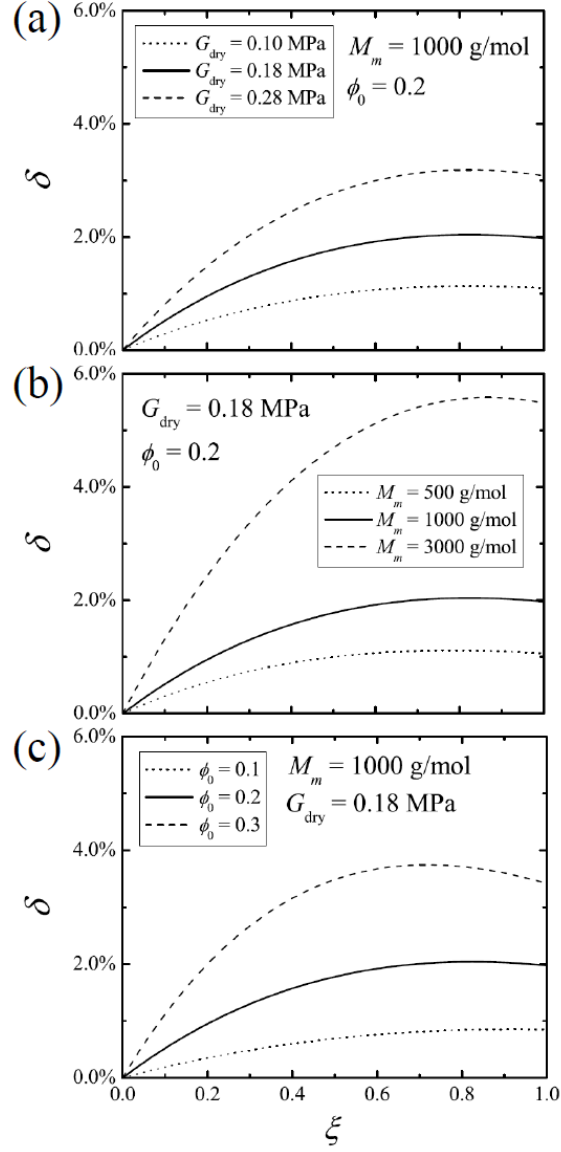 (a)
6.0%
4.0%
2.0%
0.0%
δ
G_dry = 0.10 MPa
G_dry = 0.18 MPa
G_dry = 0.28 MPa
M_m = 1000 g/mol
ϕ_0 = 0.2
(b)
6.0%
4.0%
2.0%
0.0%
δ
G_dry = 0.18 MPa
ϕ_0 = 0.2
M_m = 500 g/mol
M_m = 1000 g/mol
M_m = 3000 g/mol
(c)
6.0%
4.0%
2.0%
0.0%
δ
ϕ_0 = 0.1
ϕ_0 = 0.2
ϕ_0 = 0.3
M_m = 1000 g/mol
G_dry = 0.18 MPa
0.0 0.2 0.4 0.6 0.8 1.0
ξ